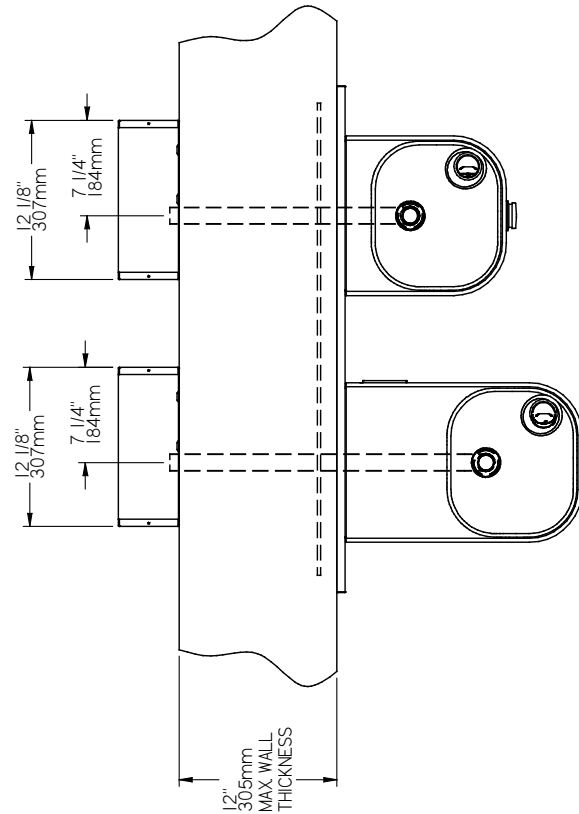 12 1/8"
307mm
7 1/4"
184mm
12 1/8"
307mm
7 1/4"
184mm
12"
305mm
MAX WALL
THICKNESS